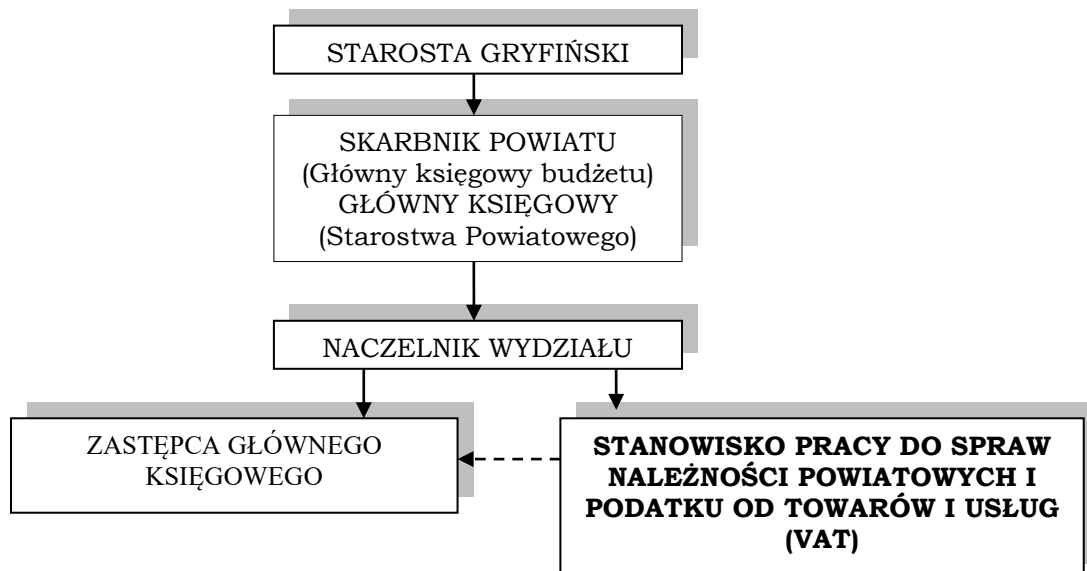 STAROSTA GRYFIŃSKI
SKARBNIK POWIATU
(Główny księgowy budżetu)
GŁÓWNY KSIĘGOWY
(Starostwa Powiatowego)
NACZELNIK WYDZIAŁU
ZASTĘPCA GŁÓWNEGO
KSIĘGOWEGO
STANOWISKO PRACY DO SPRAW
NALEŻNOŚCI POWIATOWYCH I
PODATKU OD TOWARÓW I USŁUG
(VAT)